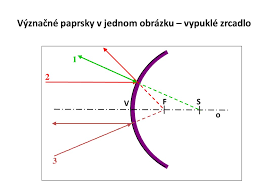 Význačné paprsky v jednom obrázku – vypuklé zrcadlo
1
2
V
F
S
o
3